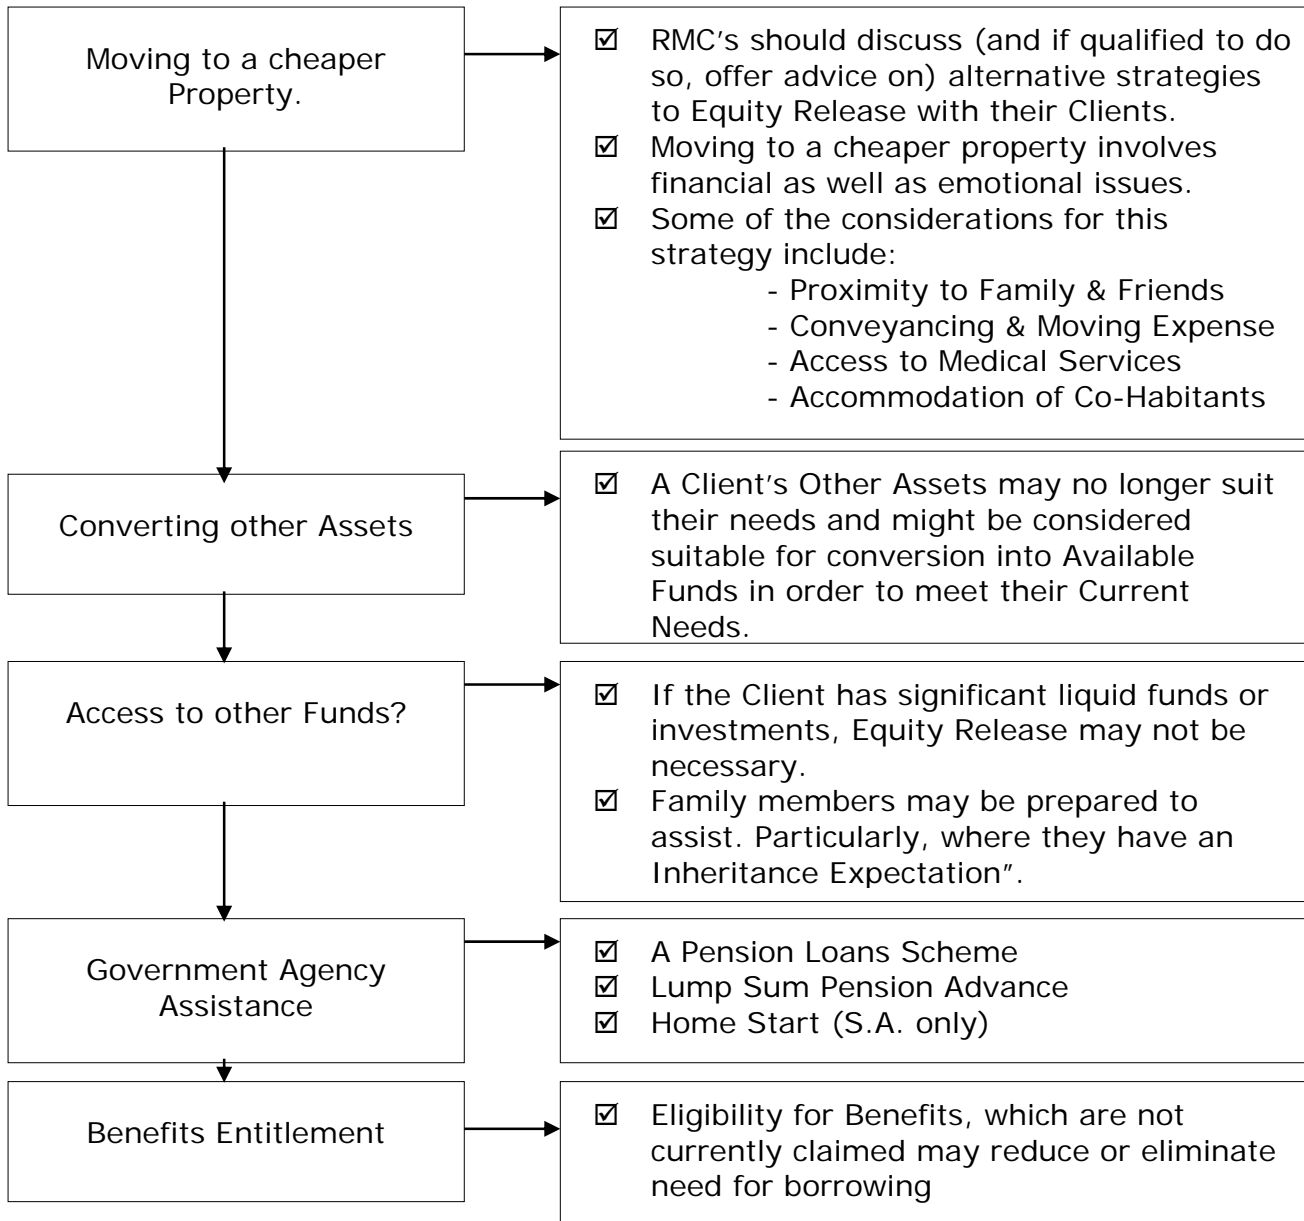 Moving to a cheaper
Property.
☑ RMC's should discuss (and if qualified to do
so, offer advice on) alternative strategies
to Equity Release with their Clients.
☑ Moving to a cheaper property involves
financial as well as emotional issues.
☑ Some of the considerations for this
strategy include:
- Proximity to Family & Friends
- Conveyancing & Moving Expense
- Access to Medical Services
- Accommodation of Co-Habitants
Converting other Assets
☑ A Client's Other Assets may no longer suit
their needs and might be considered
suitable for conversion into Available
Funds in order to meet their Current
Needs.
Access to other Funds?
☑ If the Client has significant liquid funds or
investments, Equity Release may not be
necessary.
☑ Family members may be prepared to
assist. Particularly, where they have an
Inheritance Expectation”.
Government Agency
Assistance
☑ A Pension Loans Scheme
☑ Lump Sum Pension Advance
☑ Home Start (S.A. only)
Benefits Entitlement
☑ Eligibility for Benefits, which are not
currently claimed may reduce or eliminate
need for borrowing